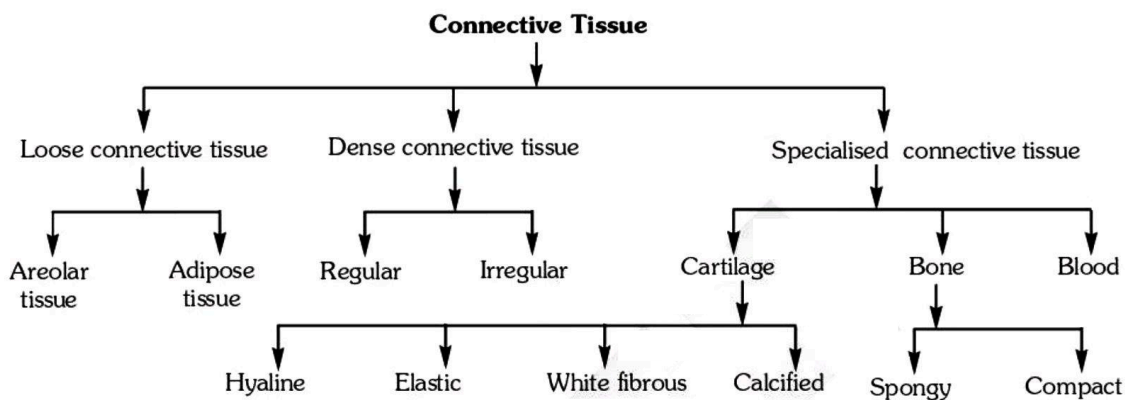 Connective Tissue
Loose connective tissue
Dense connective tissue
Specialised connective tissue
Areolar
tissue
Adipose
tissue
Regular
Irregular
Cartilage
Bone
Blood
Hyaline
Elastic
White fibrous
Calcified
Spongy
Compact